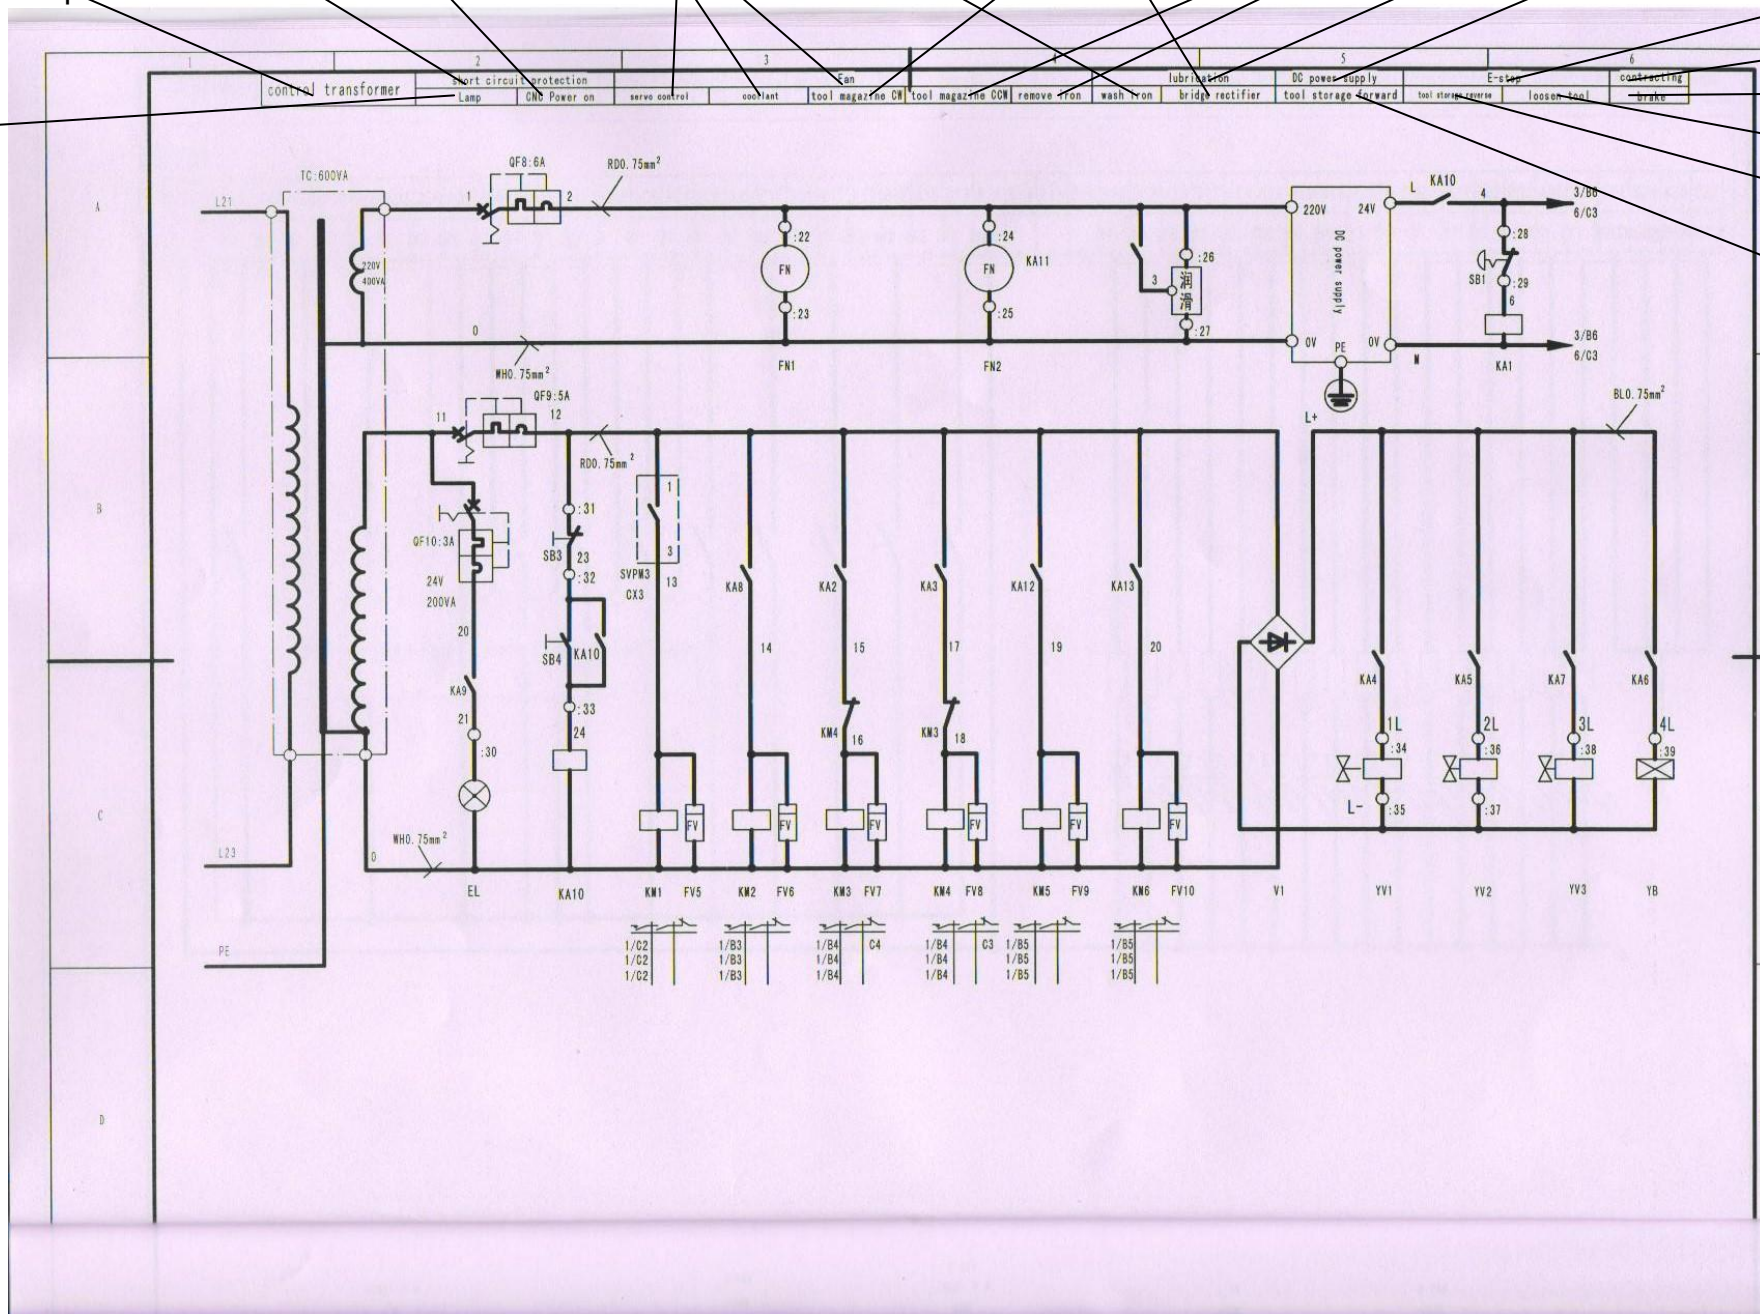 1 2 3 4 5 6
control transformer
short circuit protection
Fan
lubrication
DC power supply
E-stop
contracting
Lamp
CNC Power on
servo control
coolant
tool magazine CW
tool magazine CCW
remove iron
wash iron
bridge rectifier
tool storage forward
tool storage reverse
loosen tool
brake
A
B
C
D
TC:600VA
L21
220V
400VA
1
QF8:6A
2
RD0.75mm²
:22
FN
:23
FN1
:24
FN
KA11
:25
FN2
3
:26
润
滑
:27
220V
24V
DC power supply
0V
0V
PE
L
KA10
4
3/B6
6/C3
:28
SB1
:29
6
KA1
M
3/B6
6/C3
0
WH0.75mm²
11
QF9:5A
12
RD0.75mm²
L+
BL0.75mm²
QF10:3A
24V
200VA
20
KA9
21
:30
:31
SB3
23
:32
SB4
KA10
:33
24
1
3
SVPM3
CX3
13
KA8
14
KA2
15
KM4
16
KA3
17
KM3
18
KA12
19
KA13
20
KA4
1L
:34
L-
:35
KA5
2L
:36
:37
KA7
3L
:38
KA6
4L
:39
FV FV FV FV FV FV
L23
0
WH0.75mm²
PE
EL
KA10
KM1 FV5
KM2 FV6
KM3 FV7
KM4 FV8
KM5 FV9
KM6 FV10
V1
YV1
YV2
YV3
YB
1/C2
1/C2
1/C2
1/B3
1/B3
1/B3
1/B4 C4
1/B4
1/B4
1/B4 C3
1/B4
1/B4
1/B5
1/B5
1/B5
1/B5
1/B5
1/B5